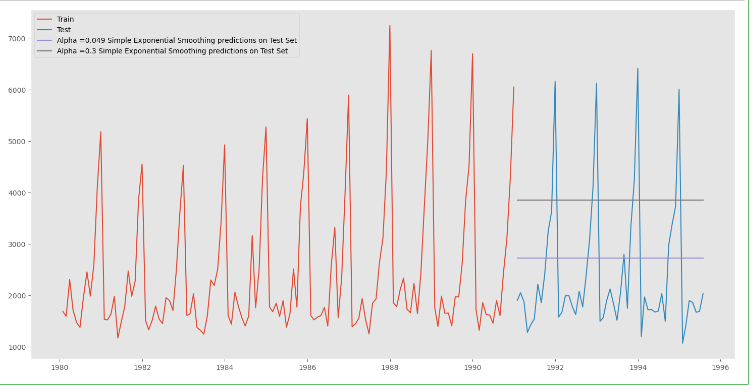 Train
Test
Alpha =0.049 Simple Exponential Smoothing predictions on Test Set
Alpha =0.3 Simple Exponential Smoothing predictions on Test Set
7000
6000
5000
4000
3000
2000
1000
1980 1982 1984 1986 1988 1990 1992 1994 1996